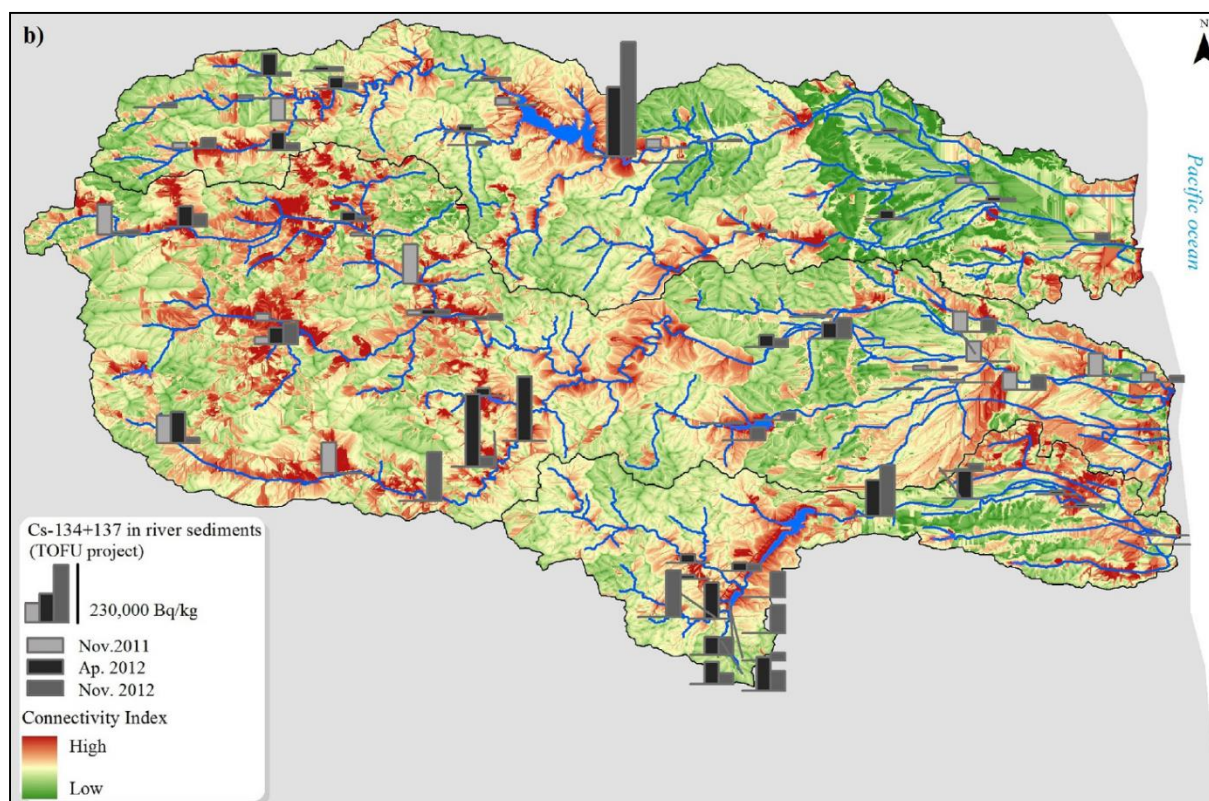 b)
N
Pacific ocean
Cs-134+137 in river sediments
(TOFU project)
230,000 Bq/kg
Nov.2011
Ap. 2012
Nov. 2012
Connectivity Index
High
Low